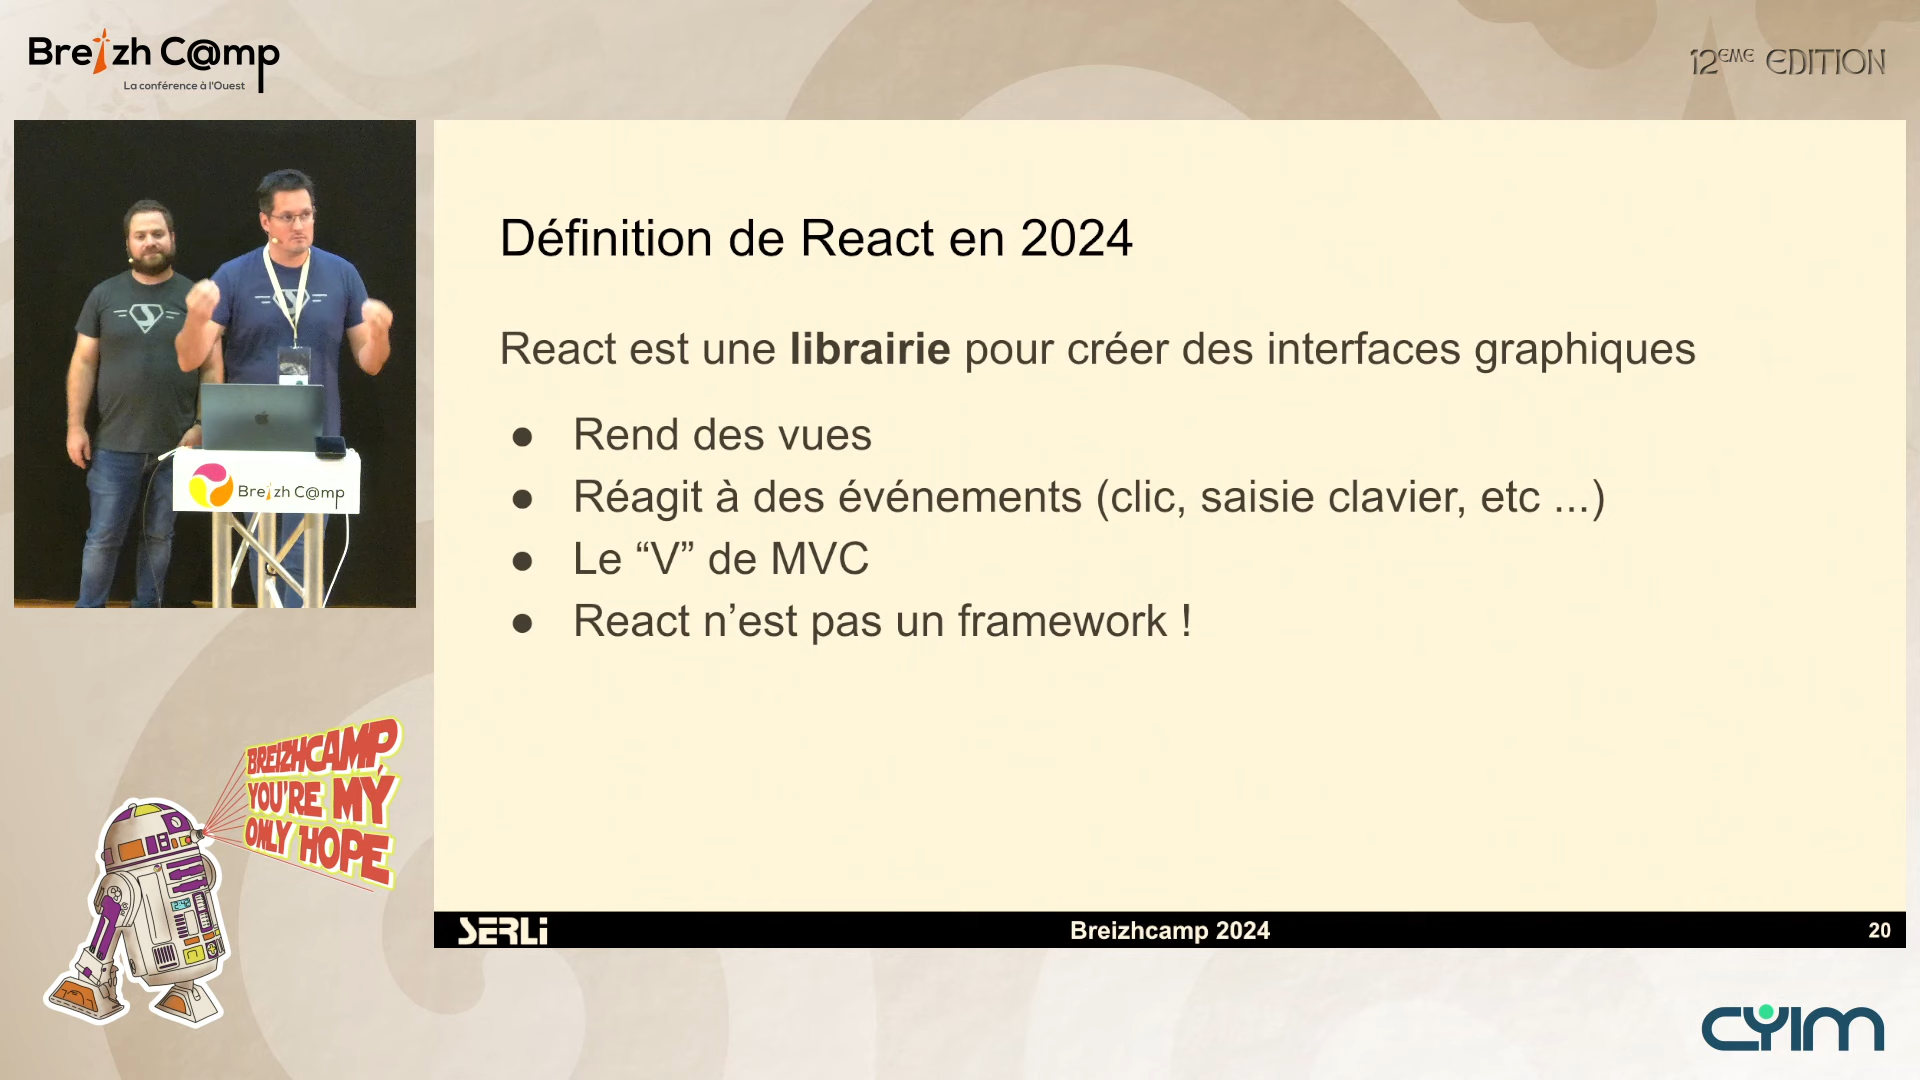 Breizh C@mp
La conférence à l'Ouest
12EME EDITION
Définition de React en 2024
React est une librairie pour créer des interfaces graphiques
● Rend des vues
● Réagit à des événements (clic, saisie clavier, etc ...)
● Le “V” de MVC
● React n’est pas un framework !
Breizh C@mp
BREIZHCAMP,
YOU'RE MY
ONLY HOPE
SERLI
Breizhcamp 2024
20
CYIM